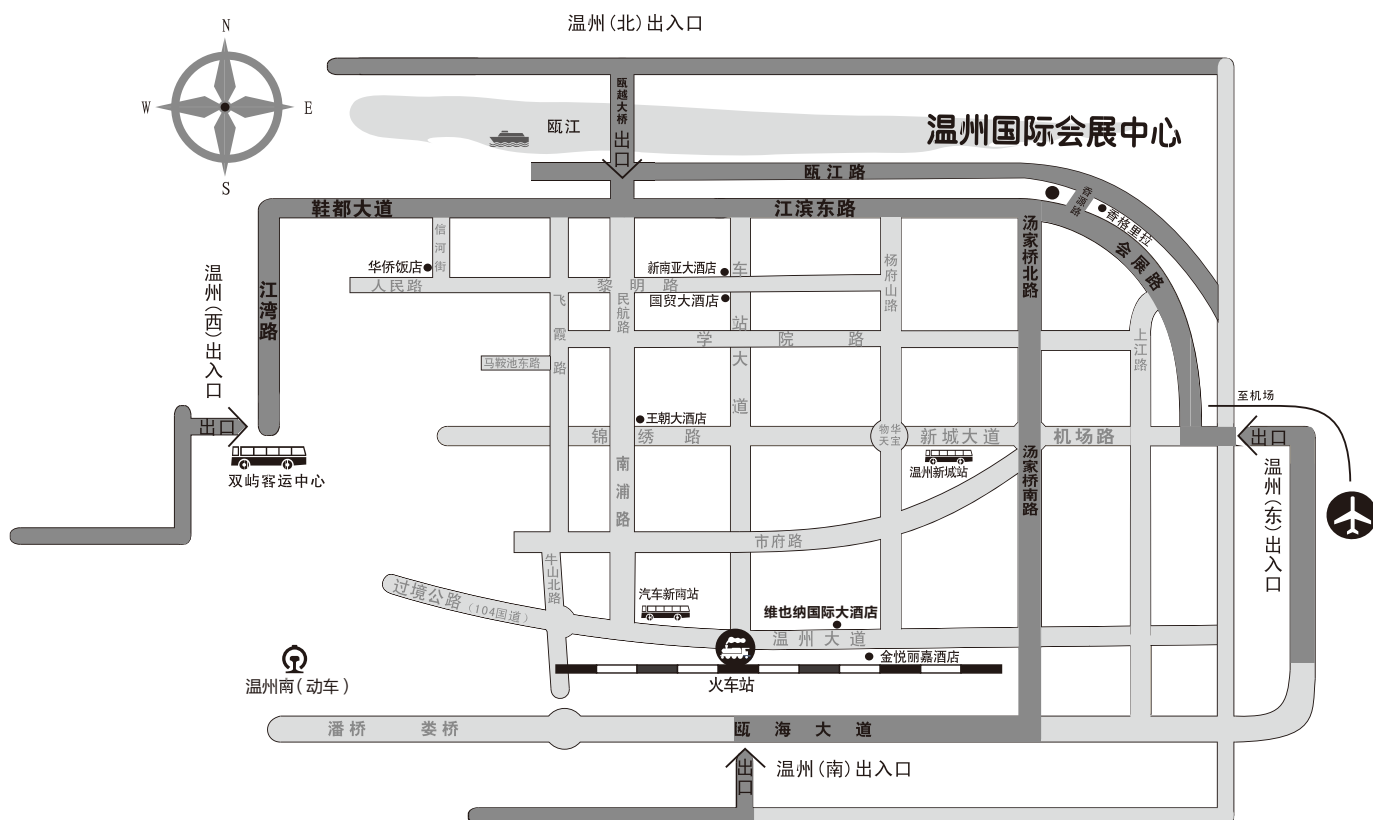 温州(北)出入口
N
W
E
S
瓯越大桥
出口
瓯江
温州国际会展中心
瓯江路
鞋都大道
江滨东路
香源路
香格里拉
会展路
信河街
华侨饭店
人民路
新南亚大酒店
黎明路
国贸大酒店
车站大道
杨府山路
汤家桥北路
江湾路
温州(西)出入口
飞霞路
民航路
学院路
马鞍池东路
上江路
至机场
王朝大酒店
出口
锦绣路
物华天宝
新城大道
机场路
出口
双屿客运中心
温州新城站
南浦路
汤家桥南路
温州(东)出入口
市府路
牛山北路
过境公路(104国道)
汽车新南站
维也纳国际大酒店
温州大道
金悦丽嘉酒店
火车站
温州南(动车)
潘桥
娄桥
瓯海大道
出口
温州(南)出入口